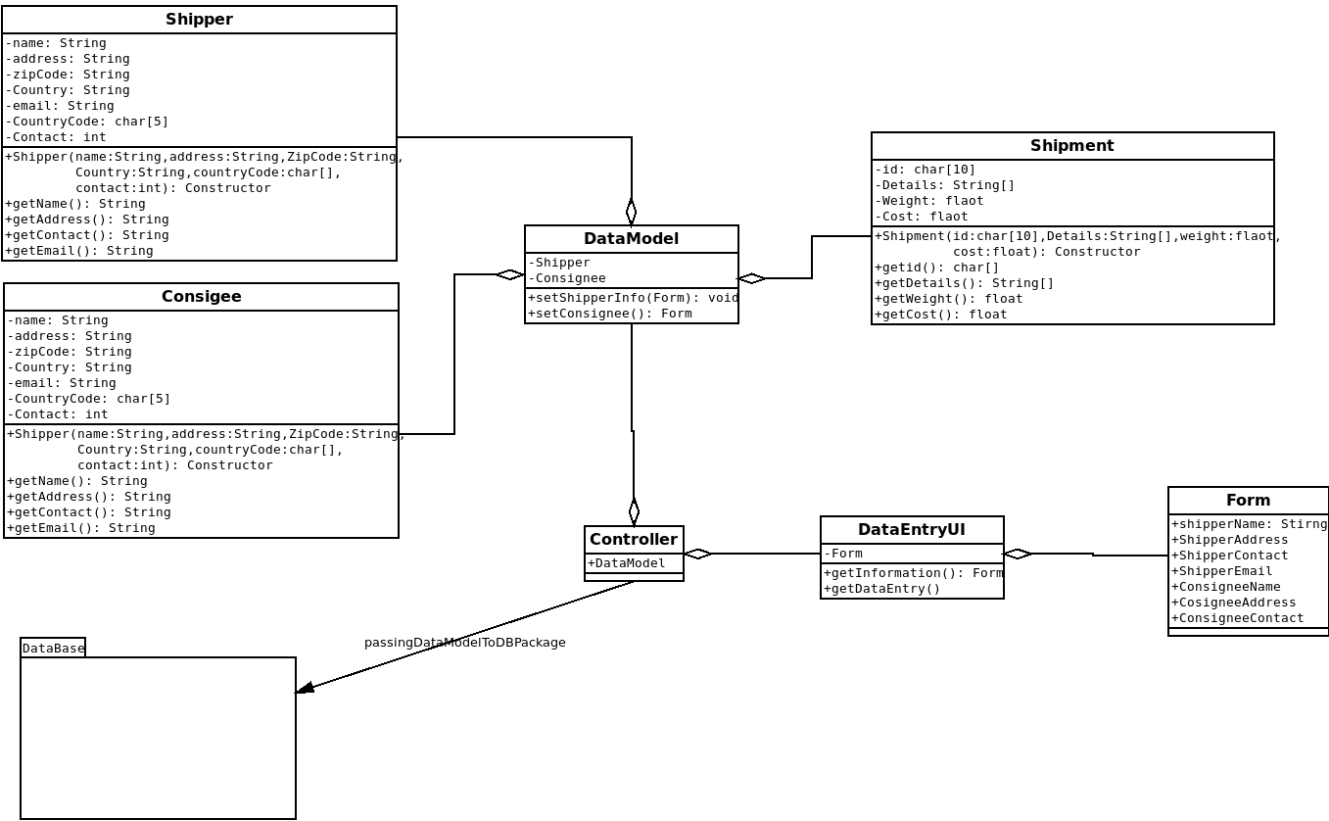 Shipper
-name: String
-address: String
-zipCode: String
-Country: String
-email: String
-CountryCode: char[5]
-Contact: int
+Shipper(name:String,address:String,ZipCode:String,
Country:String,countryCode:char[],
contact:int): Constructor
+getName(): String
+getAddress(): String
+getContact(): String
+getEmail(): String
Consigee
-name: String
-address: String
-zipCode: String
-Country: String
-email: String
-CountryCode: char[5]
-Contact: int
+Shipper(name:String,address:String,ZipCode:String,
Country:String,countryCode:char[],
contact:int): Constructor
+getName(): String
+getAddress(): String
+getContact(): String
+getEmail(): String
DataModel
-Shipper
-Consignee
+setShipperInfo(Form): void
+setConsignee(): Form
Shipment
-id: char[10]
-Details: String[]
-Weight: flaot
-Cost: flaot
+Shipment(id:char[10],Details:String[],weight:flaot,
cost:float): Constructor
+getid(): char[]
+getDetails(): String[]
+getWeight(): float
+getCost(): float
Controller
+DataModel
DataEntryUI
-Form
+getInformation(): Form
+getDataEntry()
Form
+shipperName: Stirng
+ShipperAddress
+ShipperContact
+ShipperEmail
+ConsigneeName
+CosigneeAddress
+ConsigneeContact
passingDataModelToDBPackage
DataBase